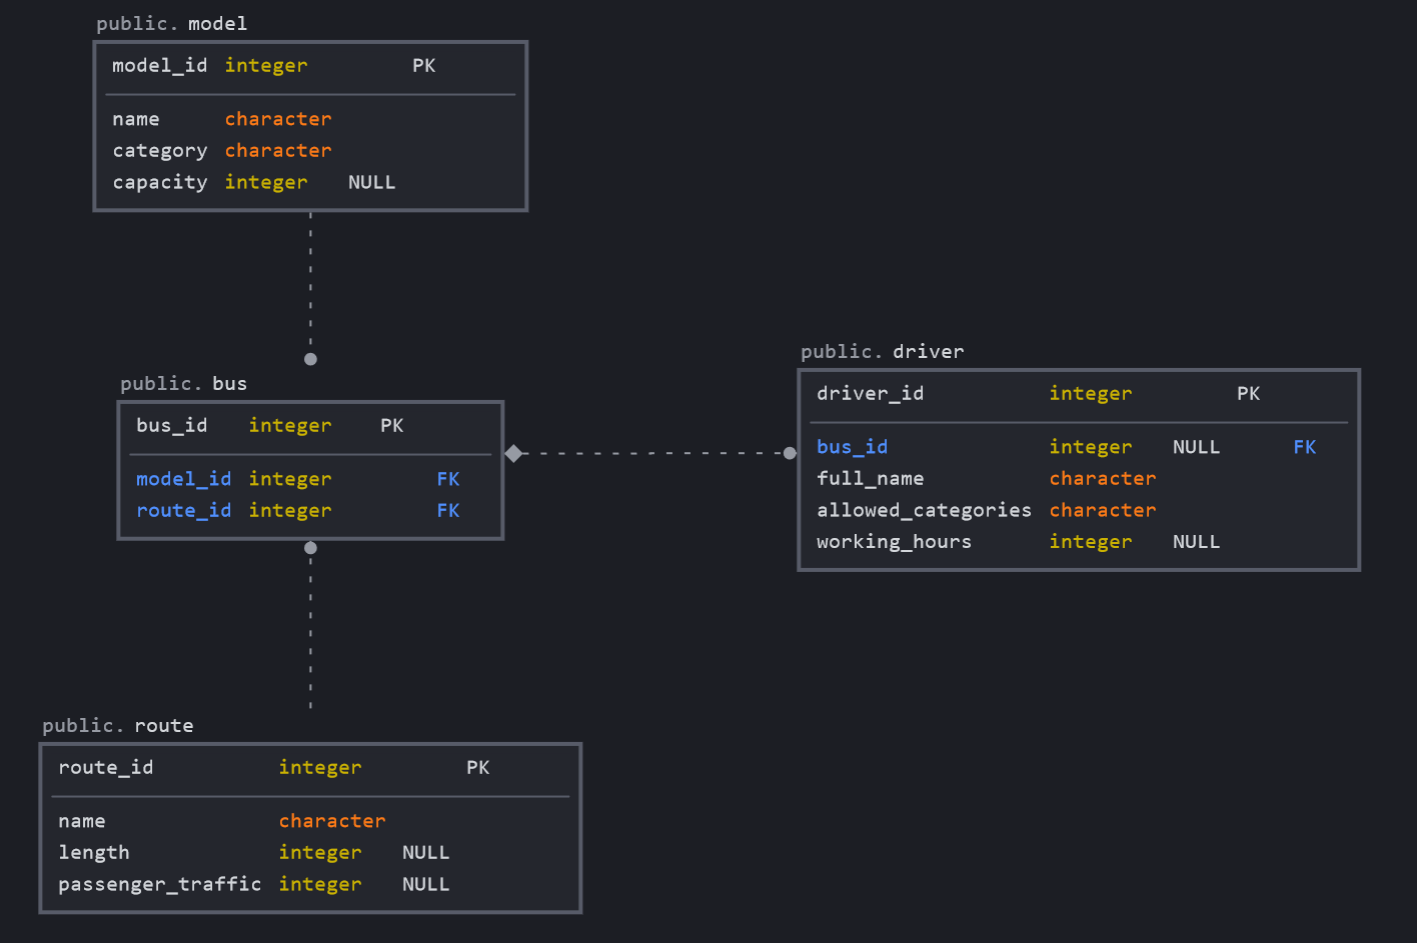 public. model
model_id integer PK
name character
category character
capacity integer NULL
public. bus
bus_id integer PK
model_id integer FK
route_id integer FK
public. driver
driver_id integer PK
bus_id integer NULL FK
full_name character
allowed_categories character
working_hours integer NULL
public. route
route_id integer PK
name character
length integer NULL
passenger_traffic integer NULL